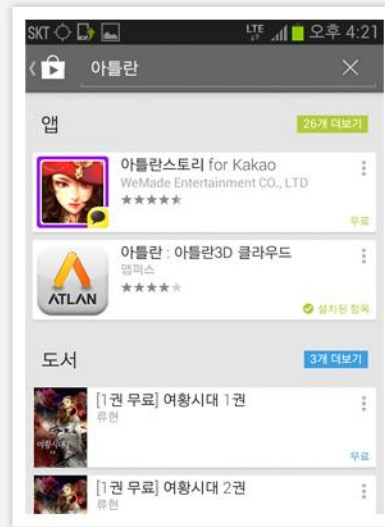 SKT LTE 오후 4:21
아틀란
앱 26개 더보기
아틀란스토리 for Kakao
WeMade Entertainment CO., LTD
무료
ATLAN
아틀란 : 아틀란3D 클라우드
맵퍼스
설치된 항목
도서 3개 더보기
[1권 무료] 여황시대 1권
류현
여황시대
무료
[1권 무료] 여황시대 2권
류현